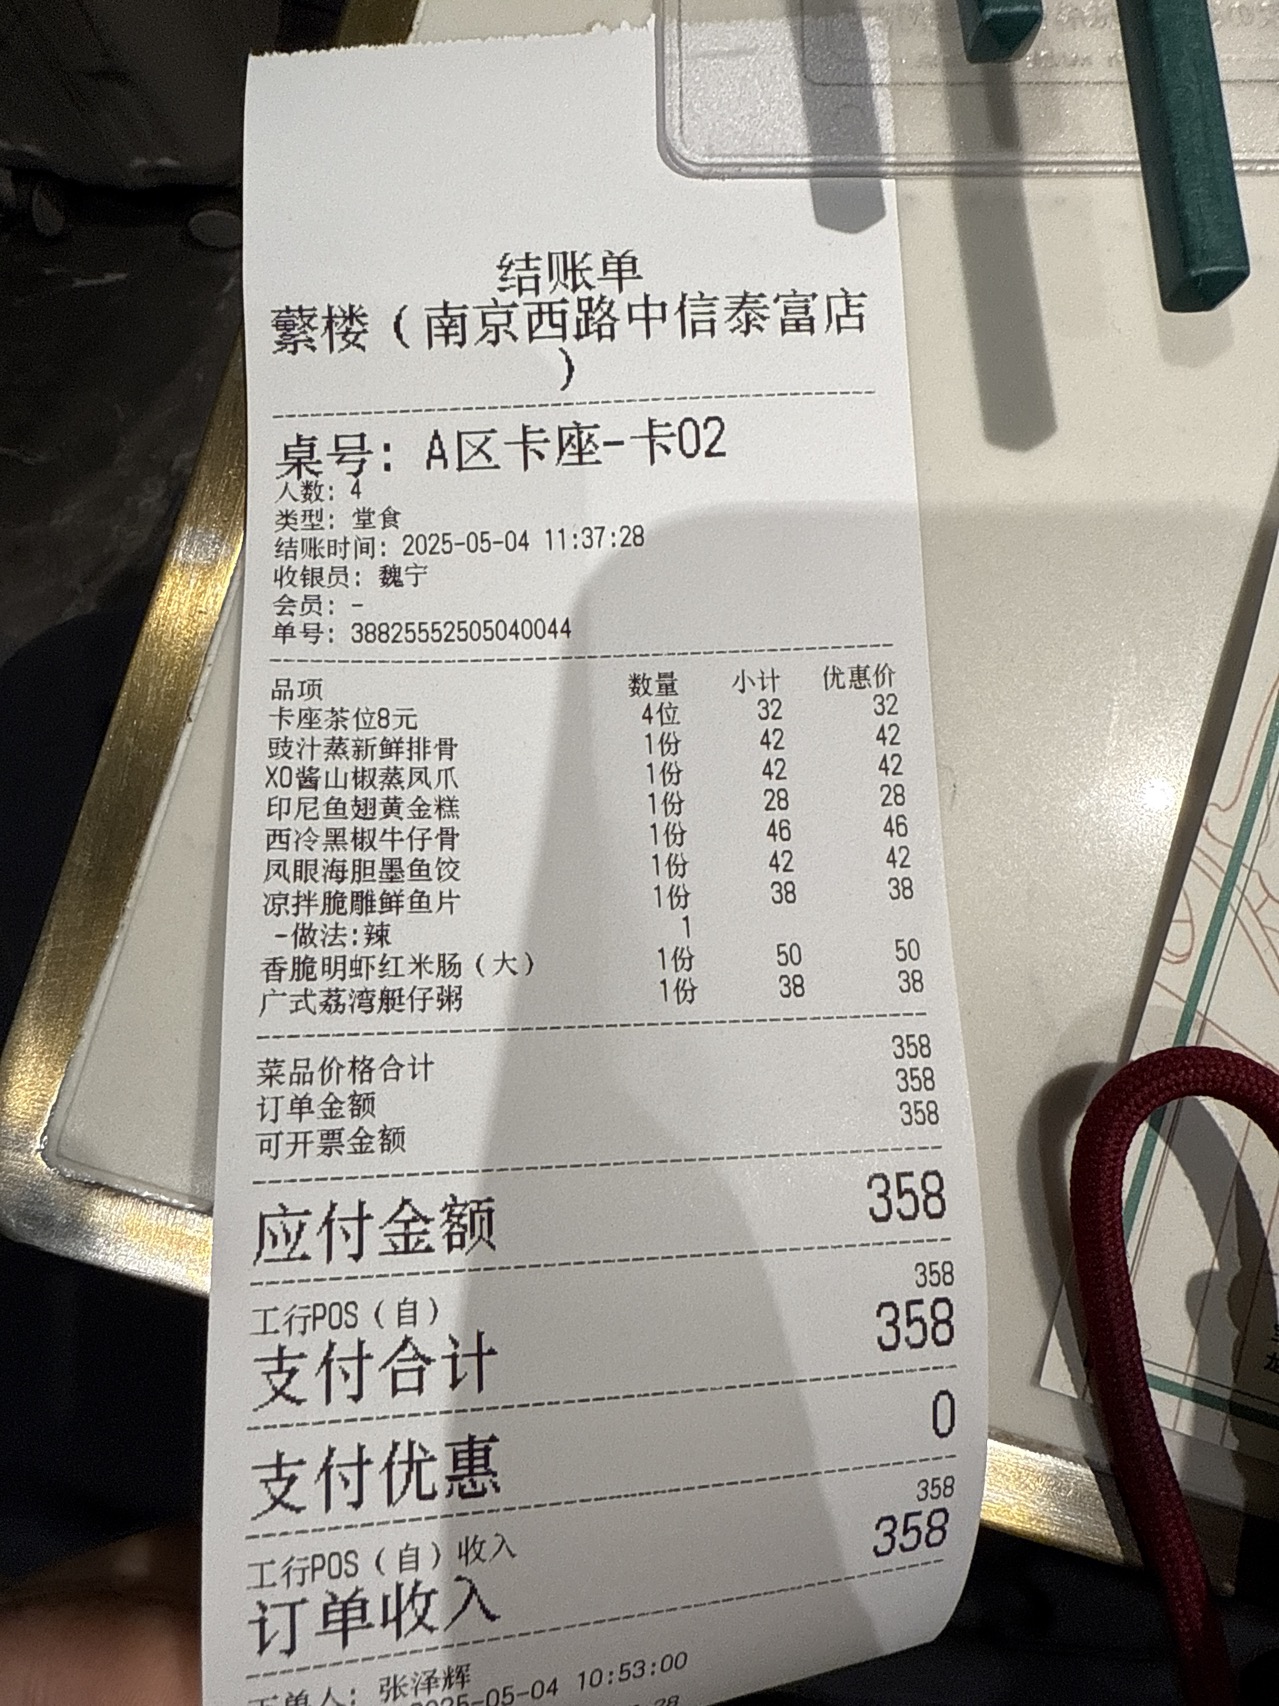 结账单
蘩楼（南京西路中信泰富店
）
桌号：A区卡座-卡02
人数：4
类型：堂食
结账时间：2025-05-04 11:37:28
收银员：魏宁
会员：-
单号：38825552505040044
品项 数量 小计 优惠价
卡座茶位8元 4位 32 32
豉汁蒸新鲜排骨 1份 42 42
XO酱山椒蒸凤爪 1份 42 42
印尼鱼翅黄金糕 1份 28 28
西冷黑椒牛仔骨 1份 46 46
凤眼海胆墨鱼饺 1份 42 42
凉拌脆雕鲜鱼片 1份 38 38
-做法:辣 1
香脆明虾红米肠（大） 1份 50 50
广式荔湾艇仔粥 1份 38 38
菜品价格合计 358
订单金额 358
可开票金额 358
应付金额 358
工行POS（自） 358
支付合计 358
支付优惠 0
工行POS（自）收入 358
订单收入 358
下单人：张泽辉
2025-05-04 10:53:00